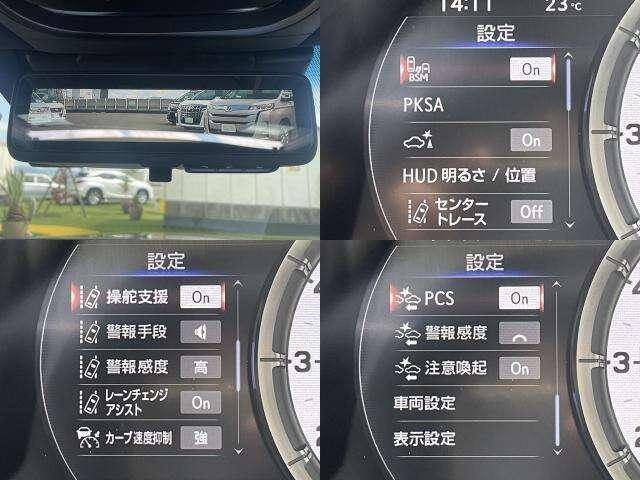 14:11
23℃
設定
BSM
On
PKSA
On
HUD 明るさ / 位置
センター
トレース
Off
設定
操舵支援
On
警報手段
警報感度
高
レーンチェンジ
アシスト
On
カーブ速度抑制
強
3
設定
PCS
On
警報感度
注意喚起
On
車両設定
表示設定
3